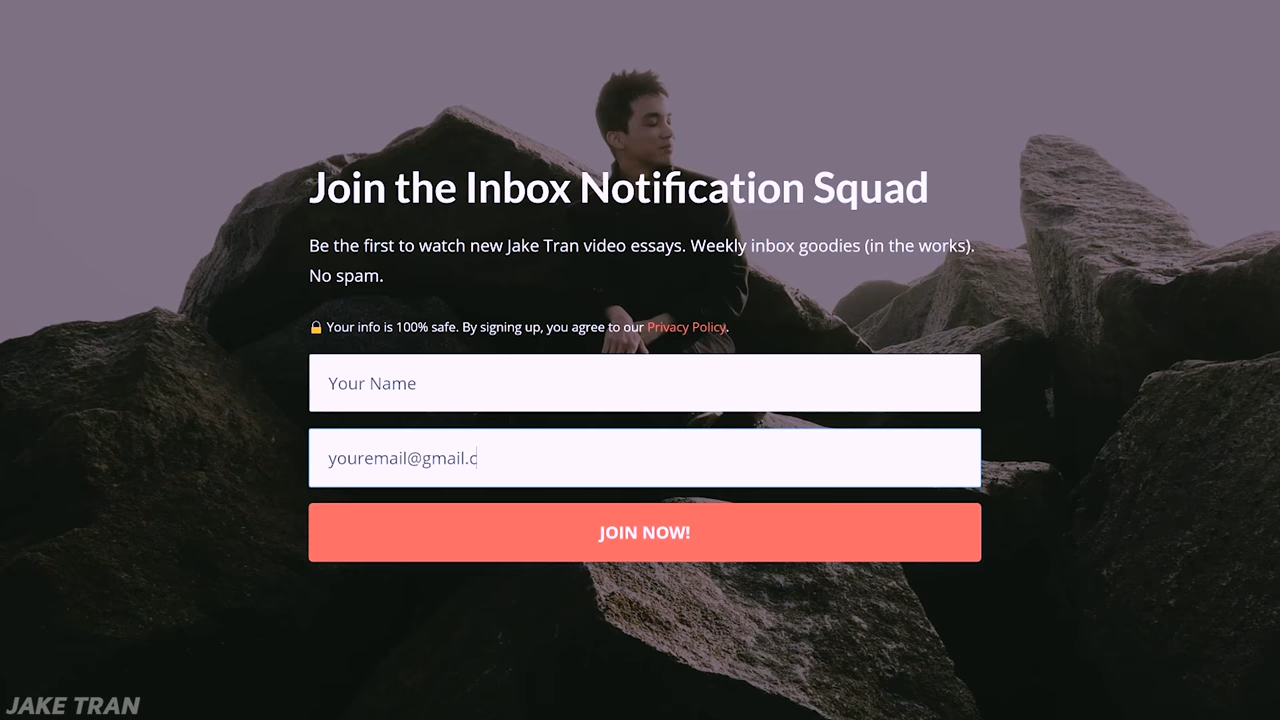 Join the Inbox Notification Squad
Be the first to watch new Jake Tran video essays. Weekly inbox goodies (in the works).
No spam.
🔒 Your info is 100% safe. By signing up, you agree to our Privacy Policy.
Your Name
youremail@gmail.c
JOIN NOW!
JAKE TRAN